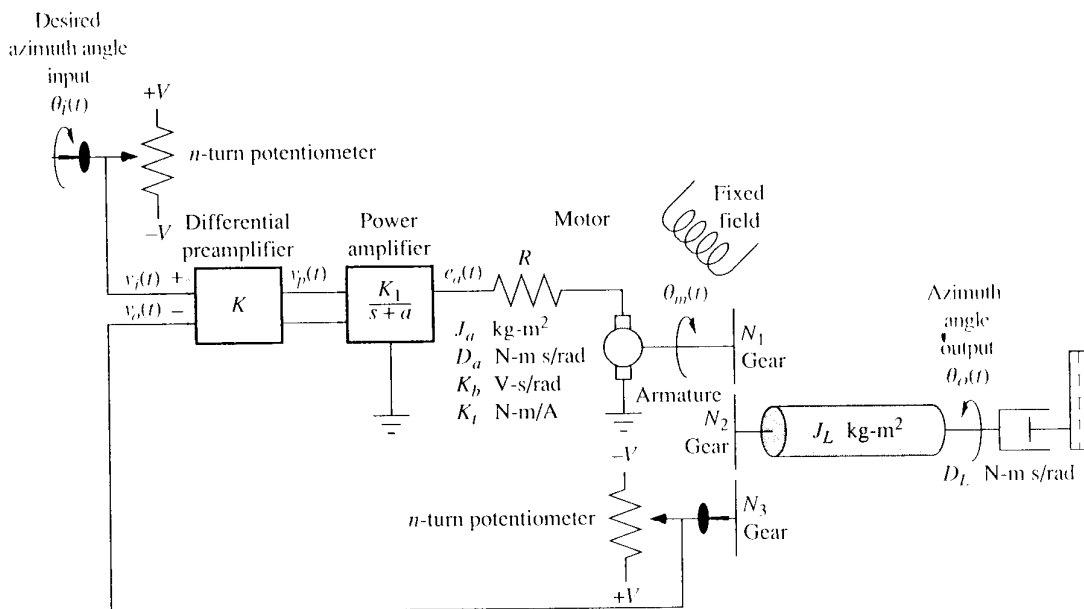 Desired
azimuth angle
input
θi(t)
+V
n-turn potentiometer
−V
Differential
preamplifier
Power
amplifier
Motor
Fixed
field
vi(t) +
vo(t) −
K
vp(t)
K1
s + a
ea(t)
R
Ja kg-m²
Da N-m s/rad
Kb V-s/rad
Kt N-m/A
θm(t)
N1
Gear
Armature
N2
Gear
JL kg-m²
Azimuth
angle
output
θo(t)
DL N-m s/rad
−V
n-turn potentiometer
N3
Gear
+V